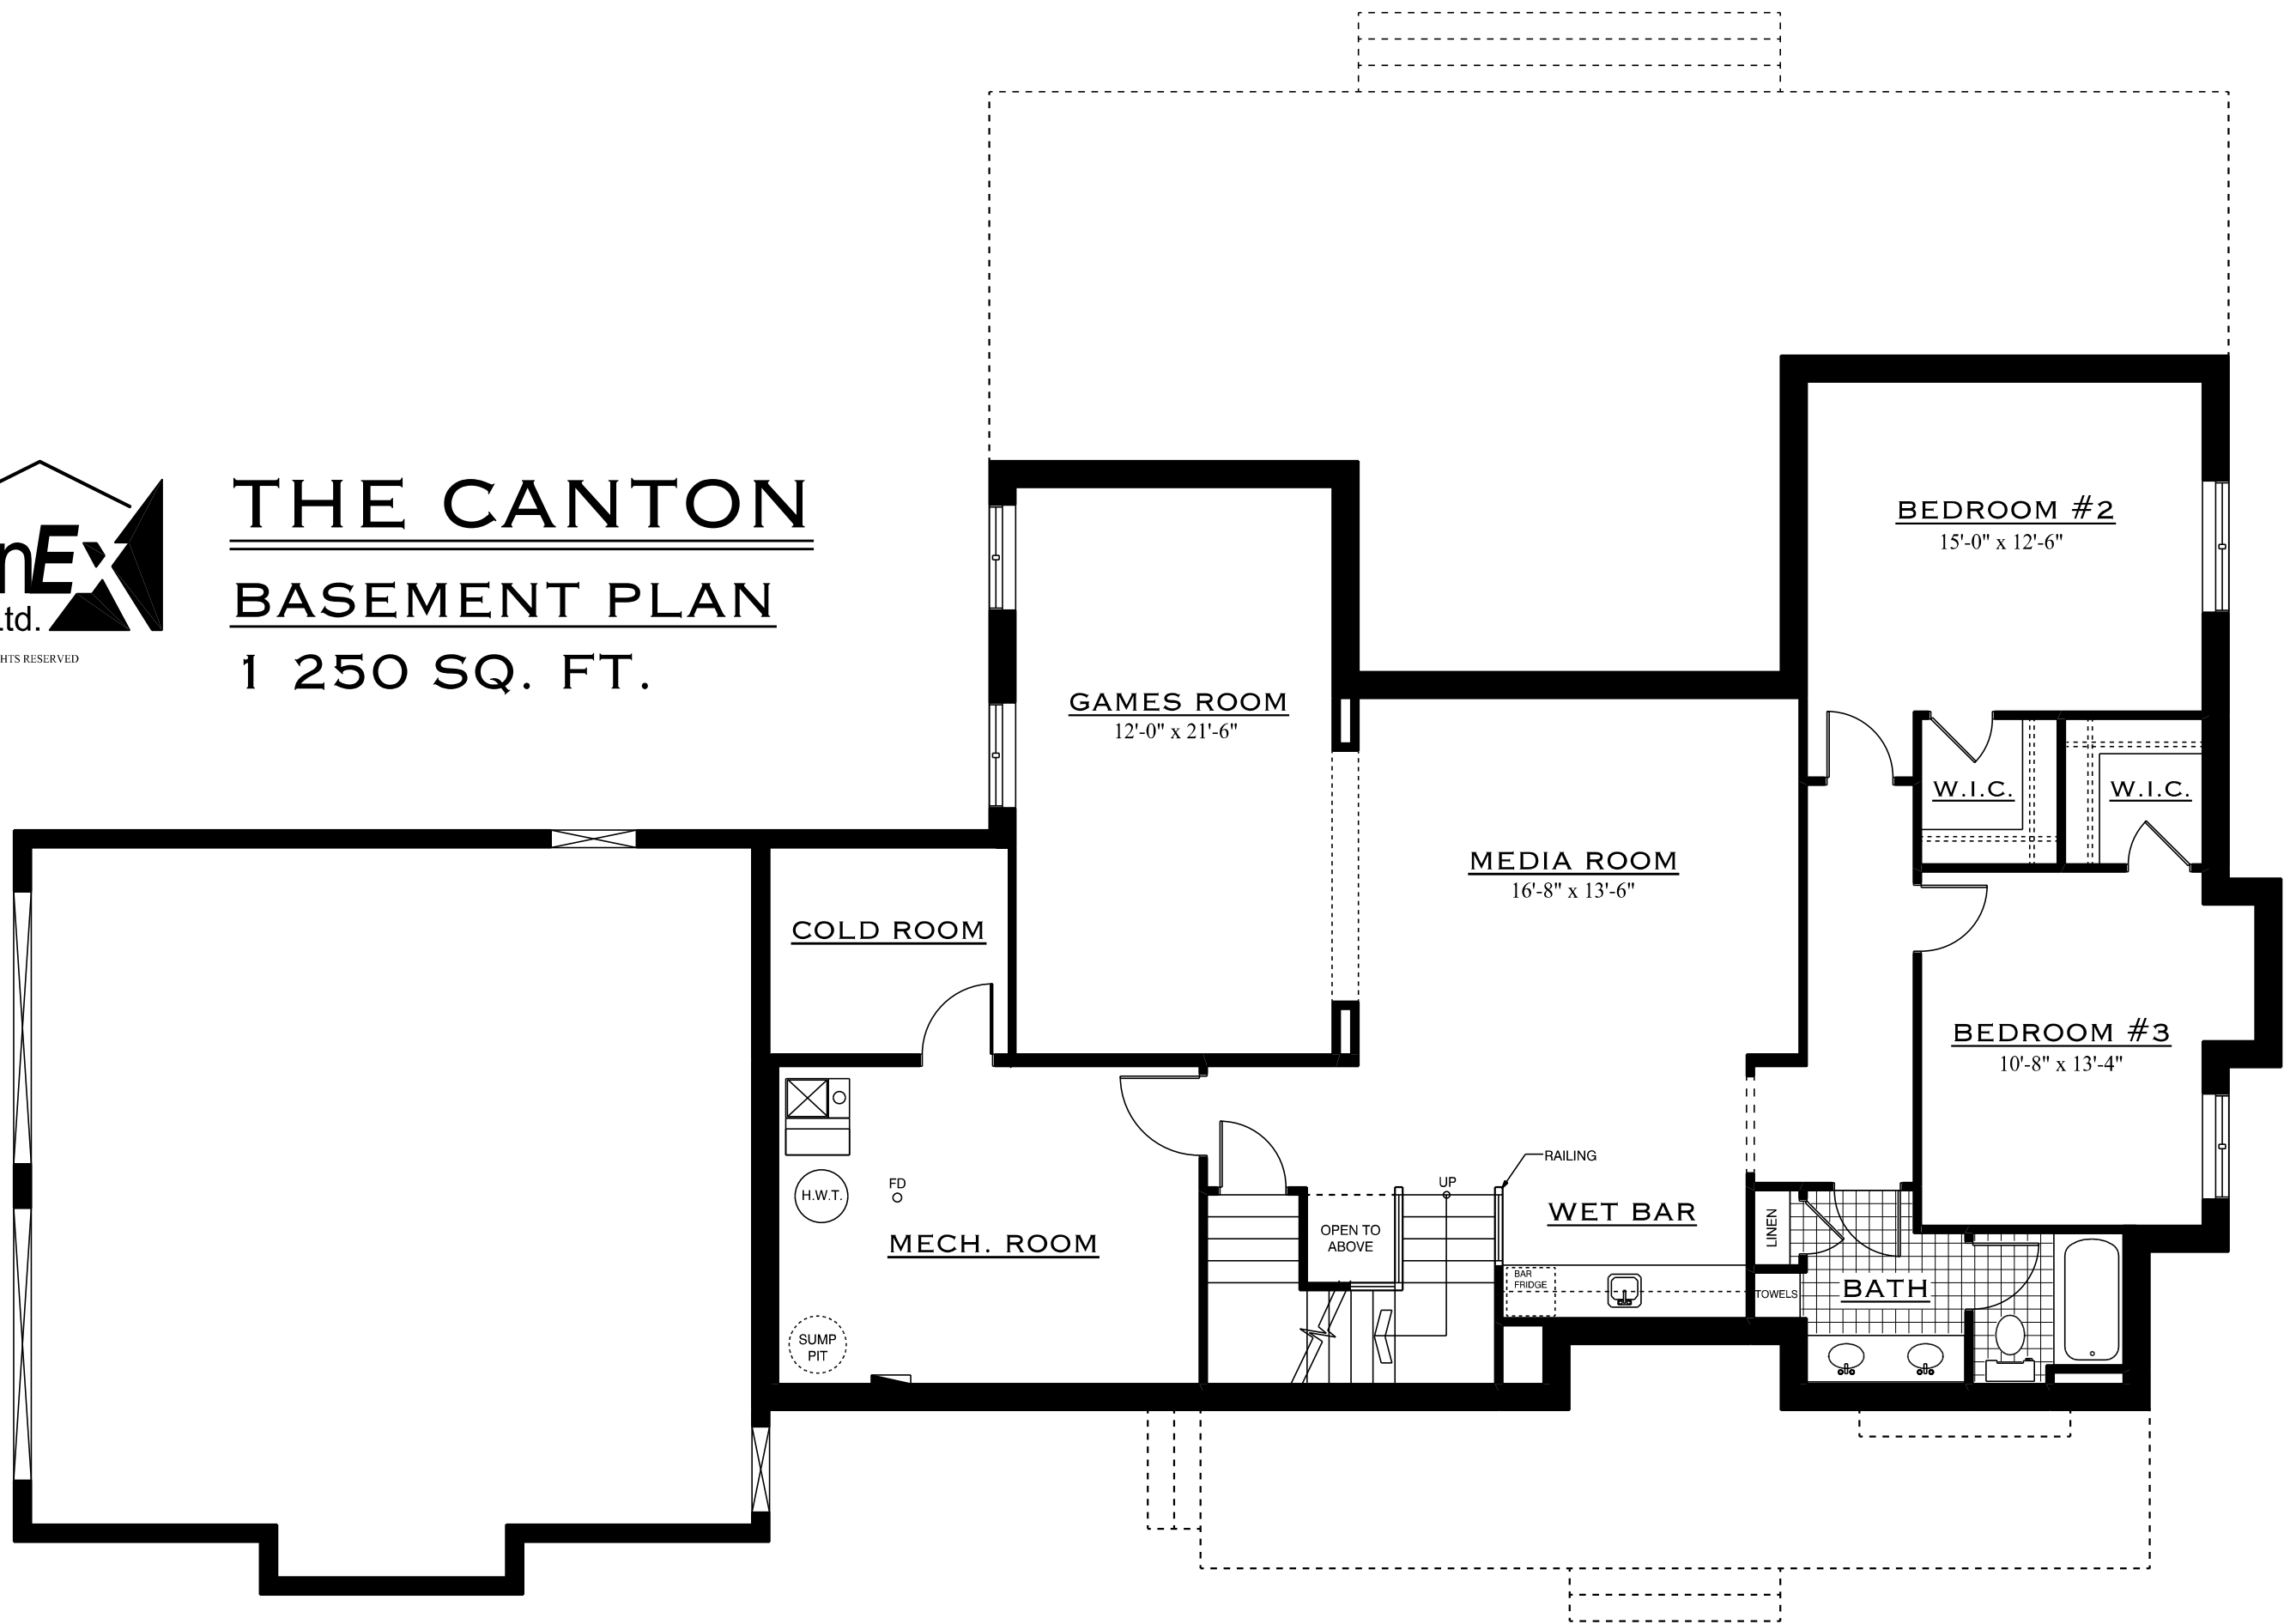 THE CANTON
BASEMENT PLAN
1 250 SQ. FT.
nEx
Ltd.
HTS RESERVED
BEDROOM #2
15'-0" x 12'-6"
GAMES ROOM
12'-0" x 21'-6"
W.I.C.
W.I.C.
MEDIA ROOM
16'-8" x 13'-6"
COLD ROOM
BEDROOM #3
10'-8" x 13'-4"
RAILING
UP
FD
H.W.T.
WET BAR
LINEN
OPEN TO
ABOVE
MECH. ROOM
BAR
FRIDGE
TOWELS
BATH
SUMP
PIT